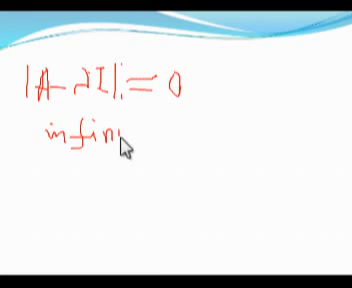 |A - λI| = 0
infin